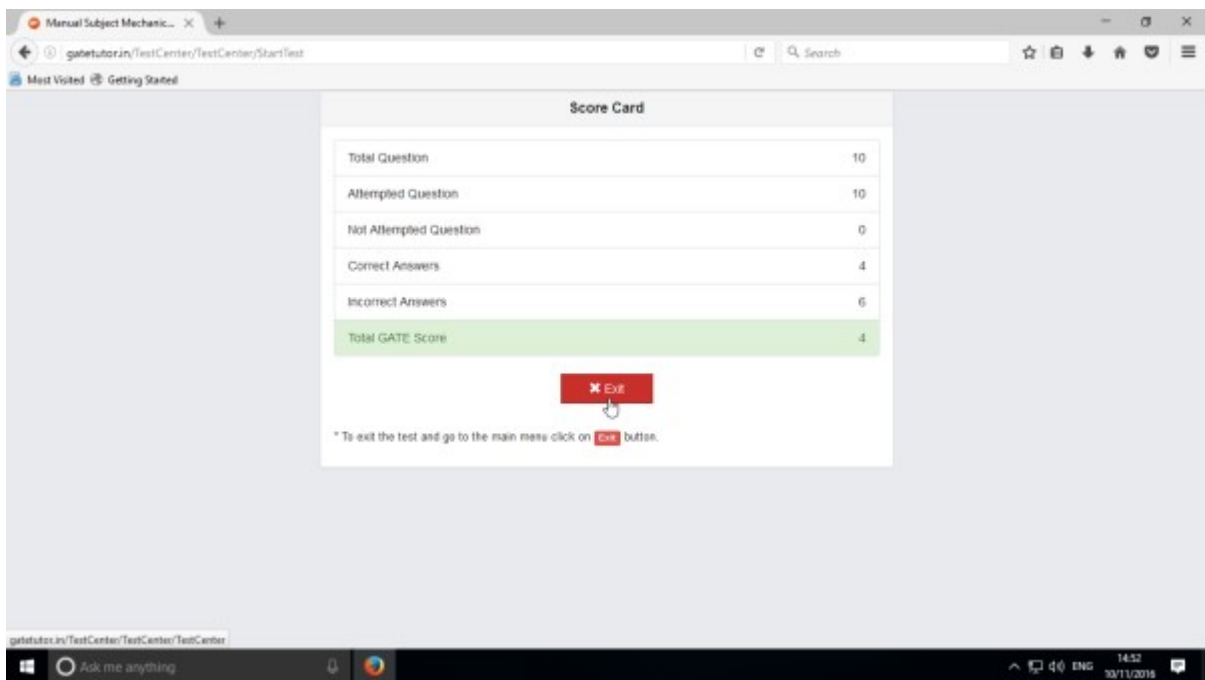 Manual Subject Mechanic...
gatetutor.in/TestCenter/TestCenter/StartTest
Search
Most Visited Getting Started
Score Card
Total Question 10
Attempted Question 10
Not Attempted Question 0
Correct Answers 4
Incorrect Answers 6
Total GATE Score 4
Exit
* To exit the test and go to the main menu click on Exit button.
gatetutor.in/TestCenter/TestCenter/TestCenter
Ask me anything
ENG
14:52
10/11/2016